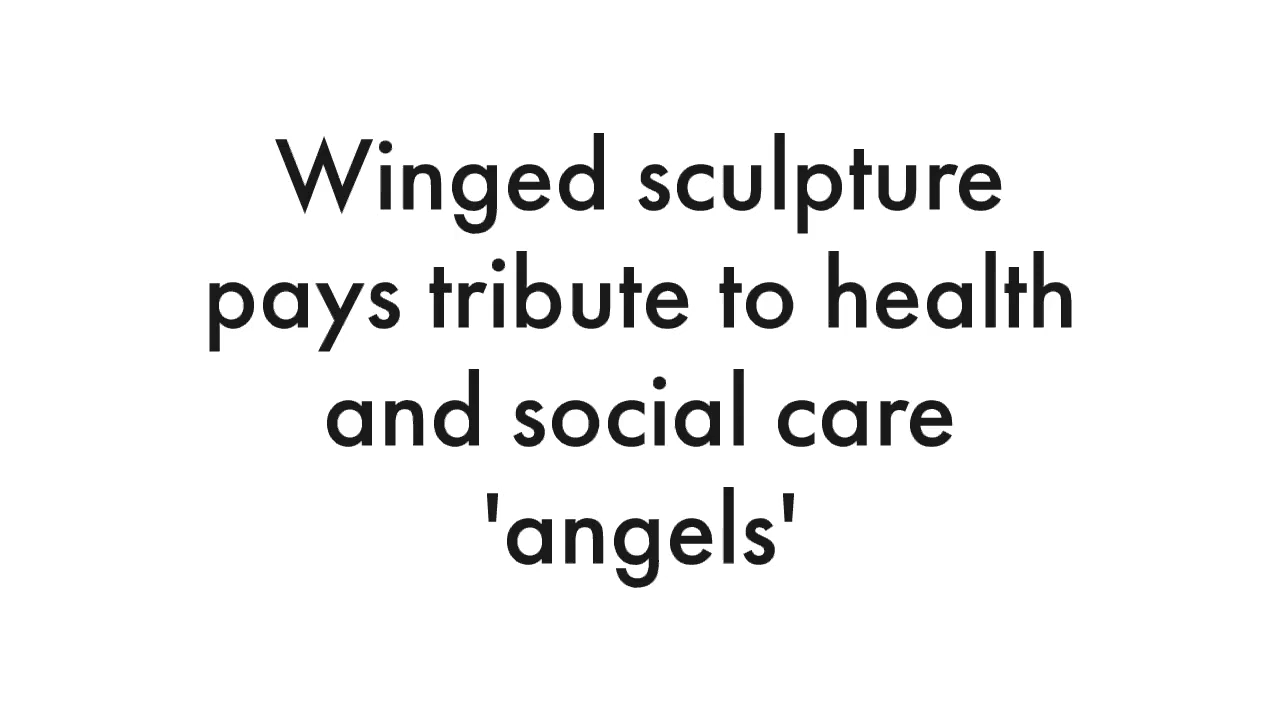 Winged sculpture
pays tribute to health
and social care
'angels'